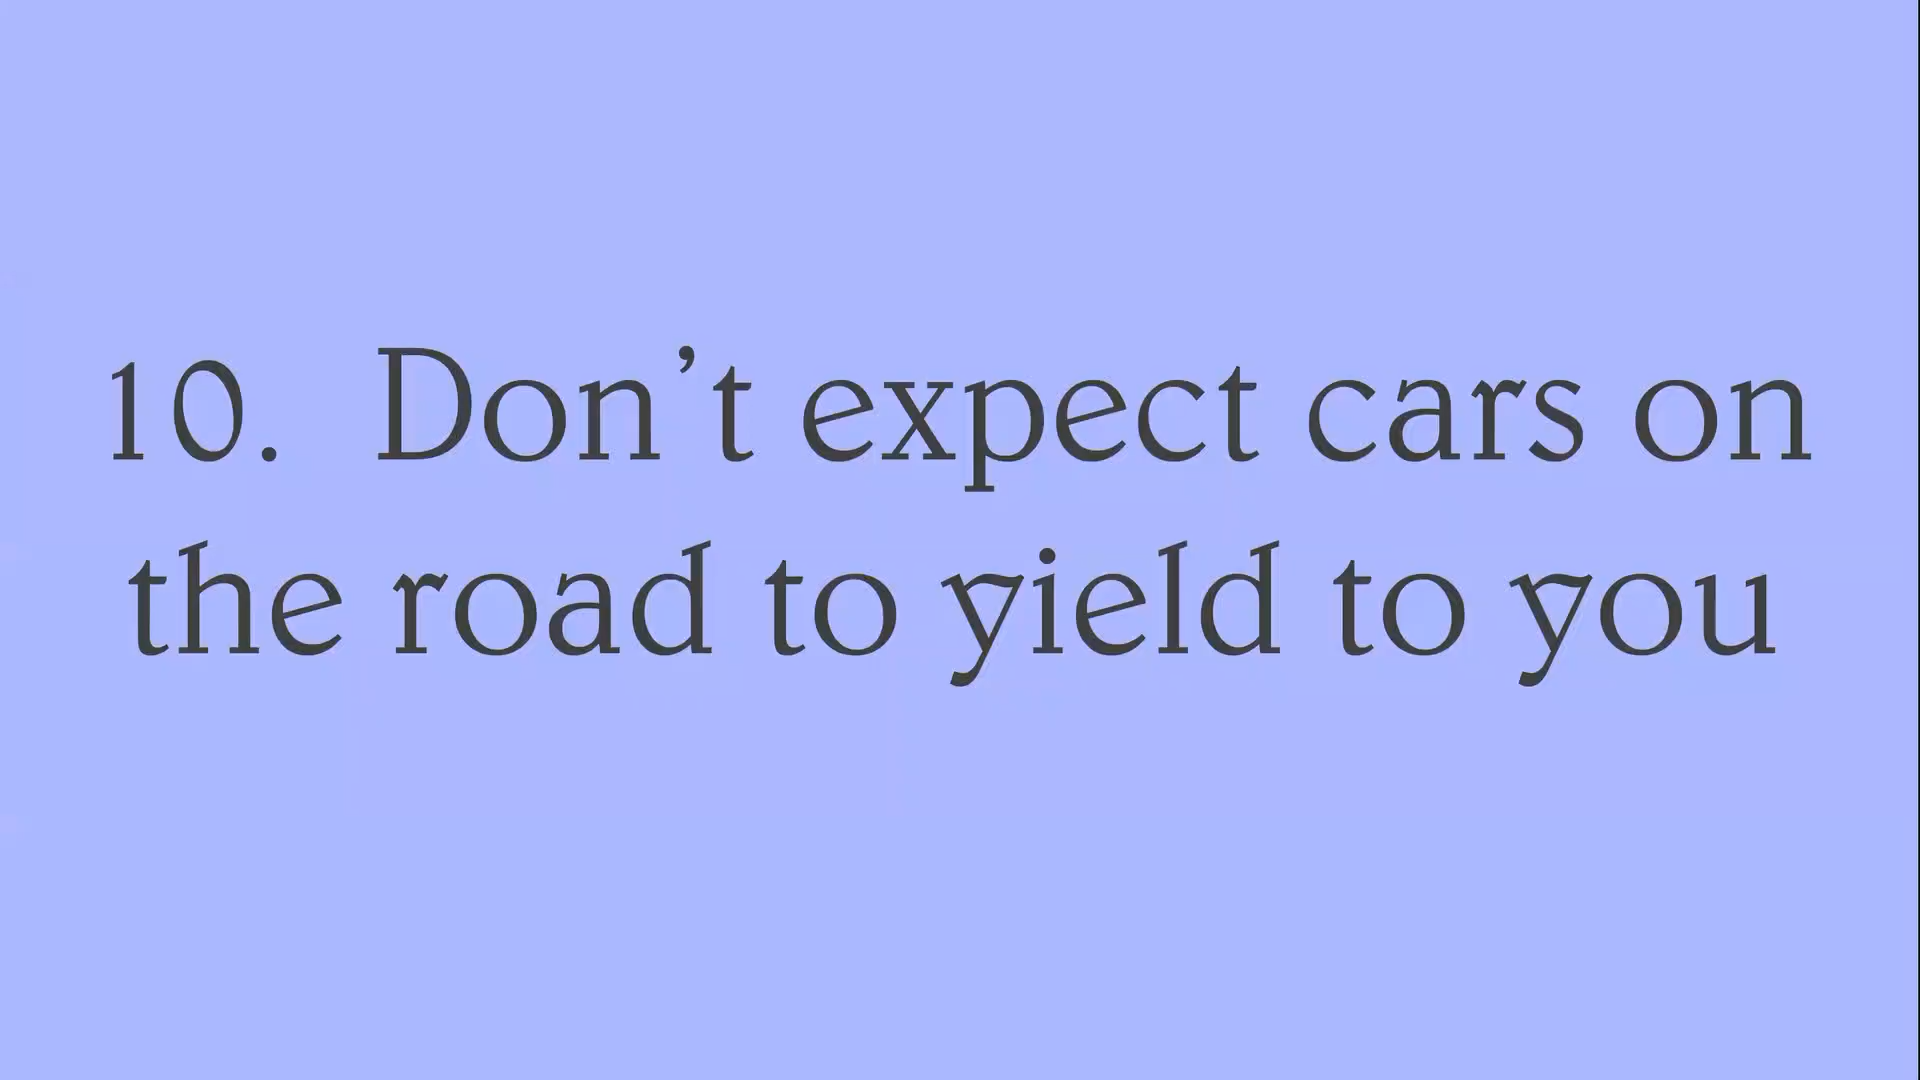 10. Don’t expect cars on
the road to yield to you